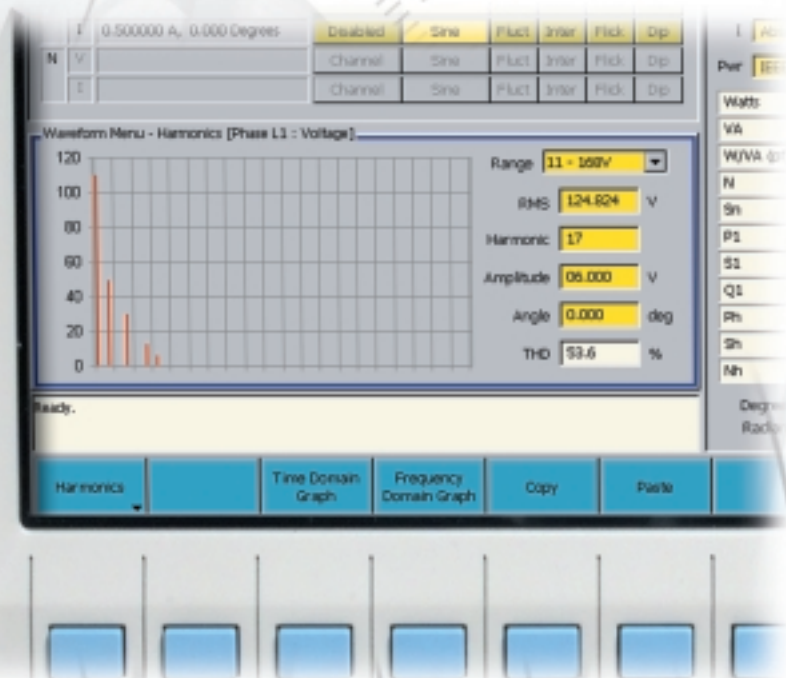 I 0.500000 A, 0.000 Degrees Disabled Sine Fluct Inter Flick Dip
N V Channel Sine Fluct Inter Flick Dip
I Channel Sine Fluct Inter Flick Dip
I
Pwr
Watts
VA
N
Sn
P1
S1
Q1
Ph
Sh
Nh
Waveform Menu - Harmonics [Phase L1 : Voltage]
120
100
80
60
40
20
0
Range 11 - 168V
RMS 124.824 V
Harmonic 17
Amplitude 06.000 V
Angle 0.000 deg
THD 53.6 %
Ready.
Harmonics
Time Domain
Graph
Frequency
Domain Graph
Copy
Paste